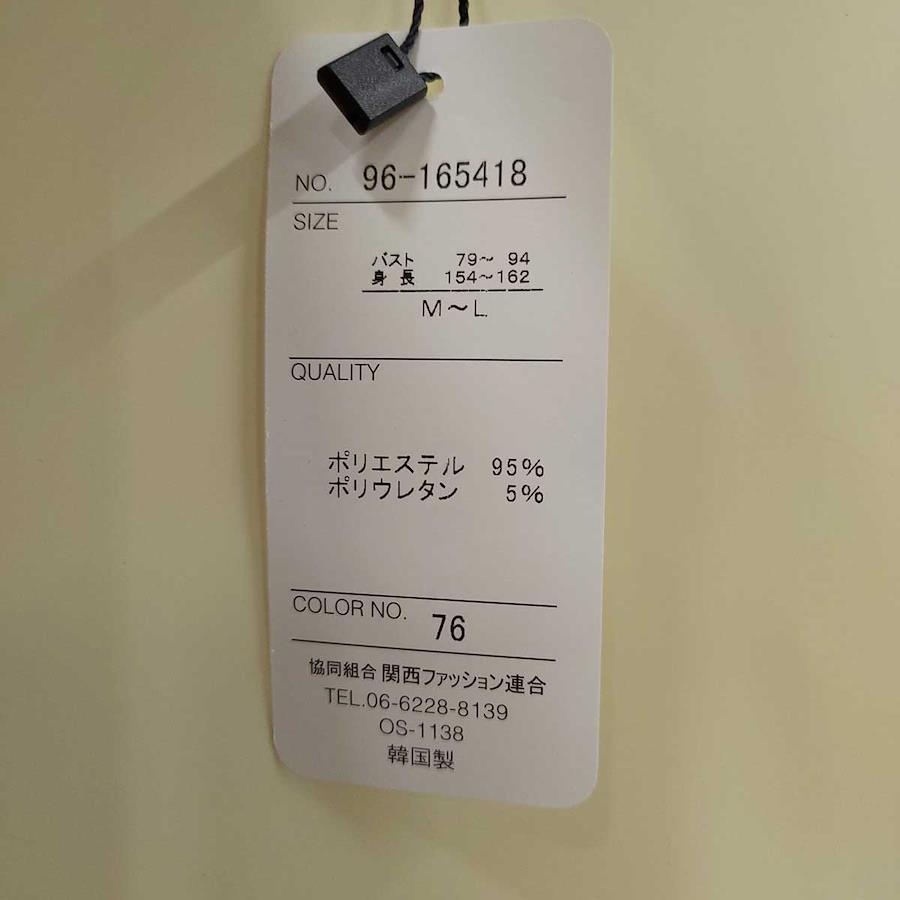 NO. 96-165418
SIZE
バスト 79～ 94
身 長 154～162
M～L.
QUALITY
ポリエステル 95%
ポリウレタン 5%
COLOR NO. 76
協同組合 関西ファッション連合
TEL.06-6228-8139
OS-1138
韓国製